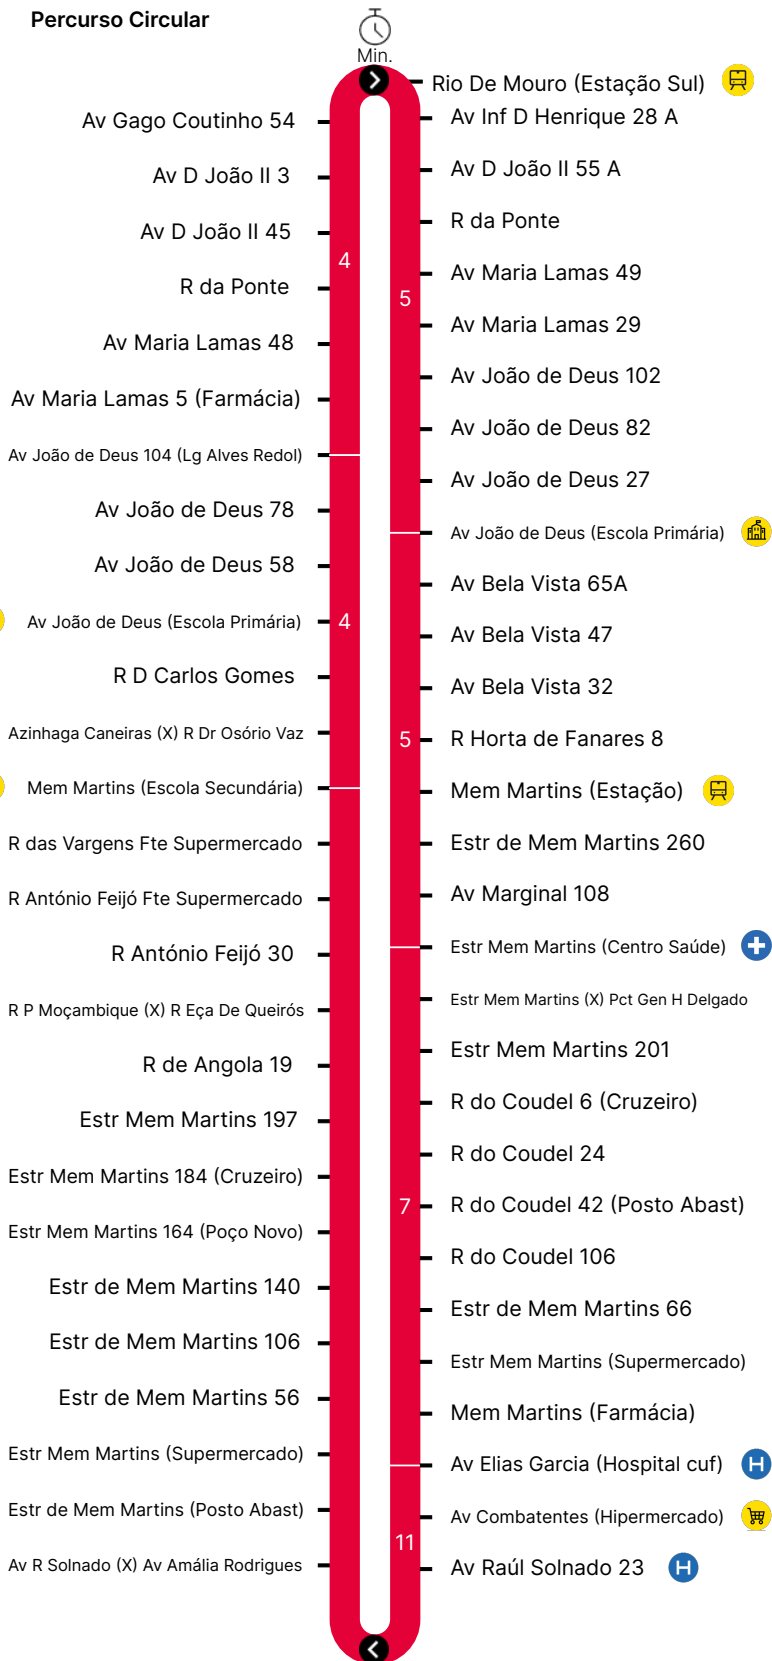 Percurso Circular
Min.
Rio De Mouro (Estação Sul)
Av Inf D Henrique 28 A
Av D João II 55 A
R da Ponte
Av Maria Lamas 49
5
Av Maria Lamas 29
Av João de Deus 102
Av João de Deus 82
Av João de Deus 27
Av João de Deus (Escola Primária)
Av Bela Vista 65A
Av Bela Vista 47
Av Bela Vista 32
5
R Horta de Fanares 8
Mem Martins (Estação)
Estr de Mem Martins 260
Av Marginal 108
Estr Mem Martins (Centro Saúde)
Estr Mem Martins (X) Pct Gen H Delgado
Estr Mem Martins 201
R do Coudel 6 (Cruzeiro)
R do Coudel 24
7
R do Coudel 42 (Posto Abast)
R do Coudel 106
Estr de Mem Martins 66
Estr Mem Martins (Supermercado)
Mem Martins (Farmácia)
Av Elias Garcia (Hospital cuf)
H
Av Combatentes (Hipermercado)
11
Av Raúl Solnado 23
H
Av Gago Coutinho 54
Av D João II 3
Av D João II 45
4
R da Ponte
Av Maria Lamas 48
Av Maria Lamas 5 (Farmácia)
Av João de Deus 104 (Lg Alves Redol)
Av João de Deus 78
Av João de Deus 58
Av João de Deus (Escola Primária)
4
R D Carlos Gomes
Azinhaga Caneiras (X) R Dr Osório Vaz
Mem Martins (Escola Secundária)
R das Vargens Fte Supermercado
R António Feijó Fte Supermercado
R António Feijó 30
R P Moçambique (X) R Eça De Queirós
R de Angola 19
Estr Mem Martins 197
Estr Mem Martins 184 (Cruzeiro)
Estr Mem Martins 164 (Poço Novo)
Estr de Mem Martins 140
Estr de Mem Martins 106
Estr de Mem Martins 56
Estr Mem Martins (Supermercado)
Estr de Mem Martins (Posto Abast)
Av R Solnado (X) Av Amália Rodrigues